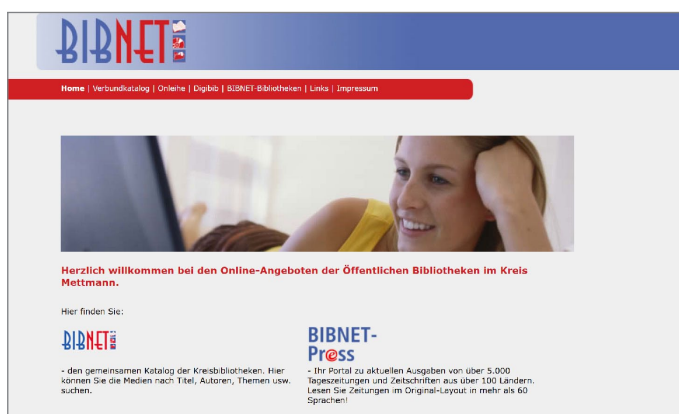 BIBNET
Home | Verbundkatalog | Onleihe | Digibib | BIBNET-Bibliotheken | Links | Impressum
Herzlich willkommen bei den Online-Angeboten der Öffentlichen Bibliotheken im Kreis
Mettmann.
Hier finden Sie:
BIBNET
- den gemeinsamen Katalog der Kreisbibliotheken. Hier
können Sie die Medien nach Titel, Autoren, Themen usw.
suchen.
BIBNET-
Press
- Ihr Portal zu aktuellen Ausgaben von über 5.000
Tageszeitungen und Zeitschriften aus über 100 Ländern.
Lesen Sie Zeitungen im Original-Layout in mehr als 60
Sprachen!